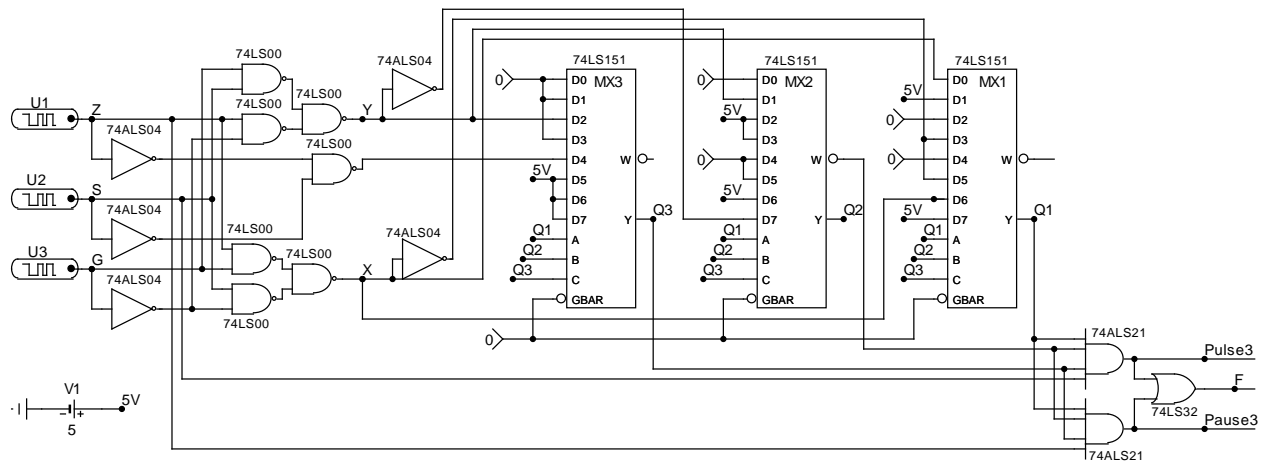 74LS00
74ALS04
74LS151
74LS151
74LS151
U1
Z
74ALS04
74LS00
74LS00
Y
74LS00
0
D0 MX3
D1
D2
D3
D4
D5
D6
D7
A
B
C
GBAR
W
Y
5V
Q1
Q2
Q3
Q3
0
D0 MX2
D1
D2
D3
D4
D5
D6
D7
A
B
C
GBAR
W
Y
5V
0
5V
Q1
Q2
Q3
Q2
D0 MX1
D1
D2
D3
D4
D5
D6
D7
A
B
C
GBAR
W
Y
5V
0
0
5V
Q1
Q2
Q3
Q1
U2
S
74ALS04
74LS00
74LS00
74ALS04
U3
G
74ALS04
X
74LS00
0
74ALS21
Pulse3
F
74LS32
Pause3
74ALS21
V1
5V
− +
5